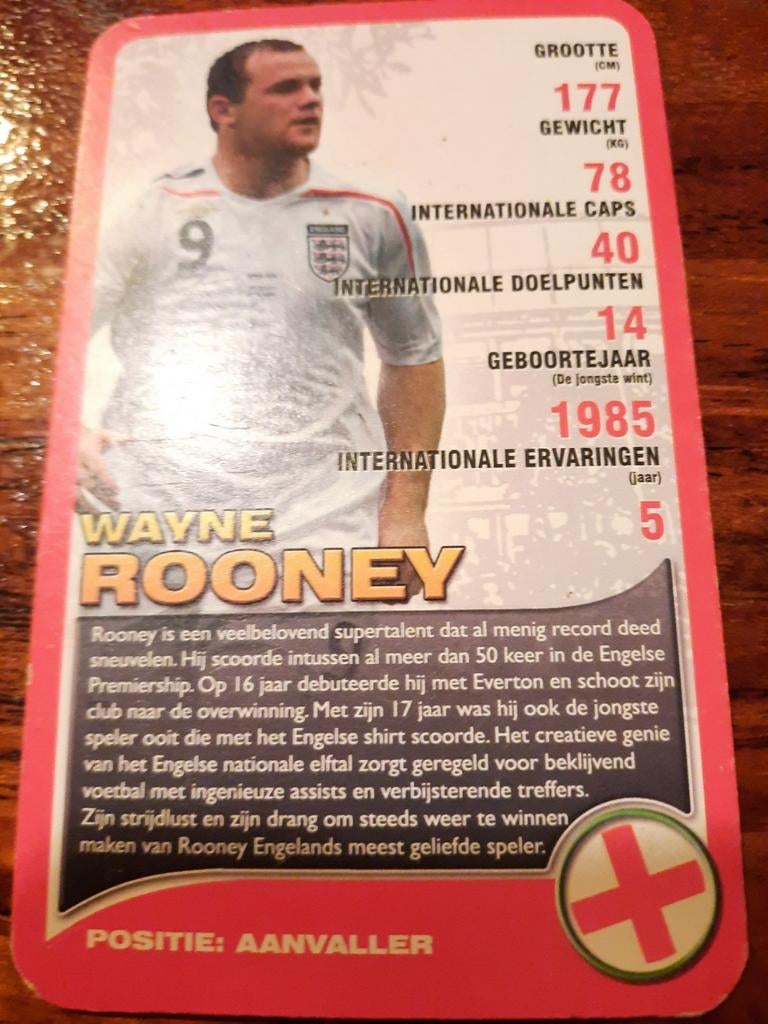 GROOTTE
(CM)
177
GEWICHT
(KG)
78
INTERNATIONALE CAPS
40
INTERNATIONALE DOELPUNTEN
14
GEBOORTEJAAR
(De jongste wint)
1985
INTERNATIONALE ERVARINGEN
(jaar)
5
9
ENGLAND
WAYNE
ROONEY
Rooney is een veelbelovend supertalent dat al menig record deed
sneuvelen. Hij scoorde intussen al meer dan 50 keer in de Engelse
Premiership. Op 16 jaar debuteerde hij met Everton en schoot zijn
club naar de overwinning. Met zijn 17 jaar was hij ook de jongste
speler ooit die met het Engelse shirt scoorde. Het creatieve genie
van het Engelse nationale elftal zorgt geregeld voor beklijvend
voetbal met ingenieuze assists en verbijsterende treffers.
Zijn strijdlust en zijn drang om steeds weer te winnen
maken van Rooney Engelands meest geliefde speler.
POSITIE: AANVALLER